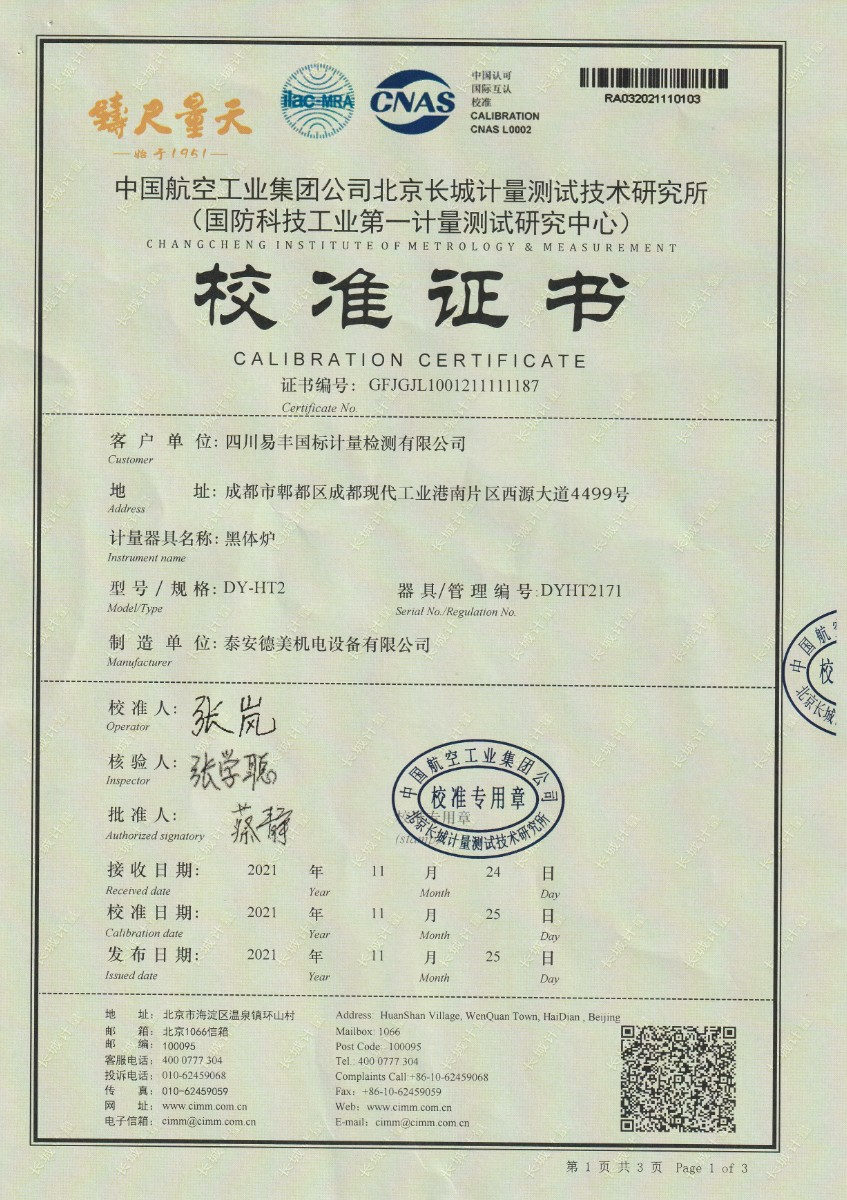 鑄尺量天
始于1951
ilac-MRA
CNAS
中国认可
国际互认
校准
CALIBRATION
CNAS L0002
RA032021110103
中国航空工业集团公司北京长城计量测试技术研究所
（国防科技工业第一计量测试研究中心）
CHANGCHENG INSTITUTE OF METROLOGY & MEASUREMENT
校准证书
CALIBRATION CERTIFICATE
证书编号： GFJGJL1001211111187
Certificate No.
客户单位: 四川易丰国标计量检测有限公司
Customer
地址: 成都市郫都区成都现代工业港南片区西源大道4499号
Address
计量器具名称: 黑体炉
Instrument name
型号/规格: DY-HT2 器具/管理编号:DYHT2171
Model/Type Serial No./Regulation No.
制造单位: 泰安德美机电设备有限公司
Manufacturer
校准人： 张岚
Operator
核验人： 张学聪
Inspector
批准人： 蔡静
Authorized signatory
中国航空工业集团公司
校准专用章
北京长城计量测试技术研究所
接收日期: 2021 年 11 月 24 日
Received date Year Month Day
校准日期: 2021 年 11 月 25 日
Calibration date Year Month Day
发布日期: 2021 年 11 月 25 日
Issued date Year Month Day
地址：北京市海淀区温泉镇环山村 Address: HuanShan Village, WenQuan Town, HaiDian , Beijing
邮箱：北京1066信箱 Mailbox: 1066
邮编：100095 Post Code: 100095
客服电话：400 0777 304 Tel.: 400 0777 304
投诉电话：010-62459068 Complaints Call +86-10-62459068
传真：010-62459059 Fax：+86-10-62459059
网址：www.cimm.com.cn Web：www.cimm.com.cn
电子信箱：cimm@cimm.com.cn E-mail：cimm@cimm.com.cn
第 1 页 共 3 页 Page 1 of 3